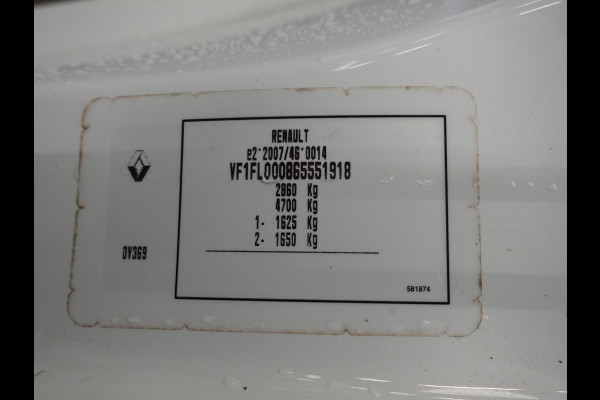 RENAULT
e2*2007/46*0014
VF1FL000865551918
2860 Kg
4700 Kg
1- 1625 Kg
2- 1650 Kg
OV369
581874